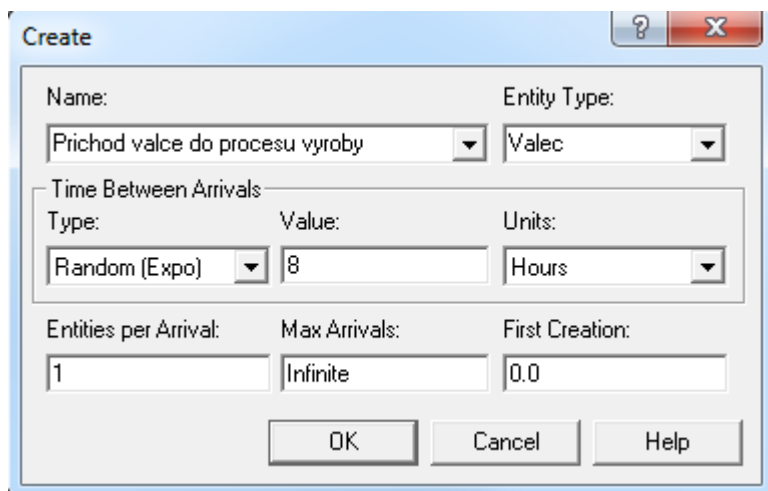 Create
Name: Entity Type:
Prichod valce do procesu vyroby Valec
Time Between Arrivals
Type: Value: Units:
Random (Expo) 8 Hours
Entities per Arrival: Max Arrivals: First Creation:
1 Infinite 0.0
OK Cancel Help